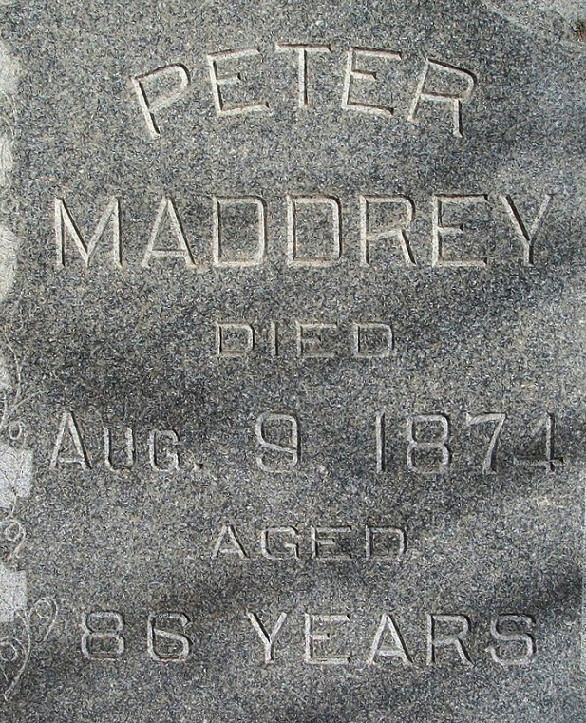 PETER
MADDREY
DIED
AUG. 9, 1874
AGED
86 YEARS